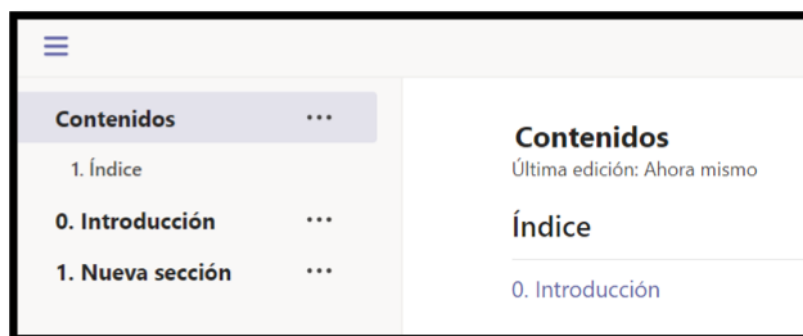 Contenidos
1. Índice
0. Introducción
1. Nueva sección
Contenidos
Última edición: Ahora mismo
Índice
0. Introducción